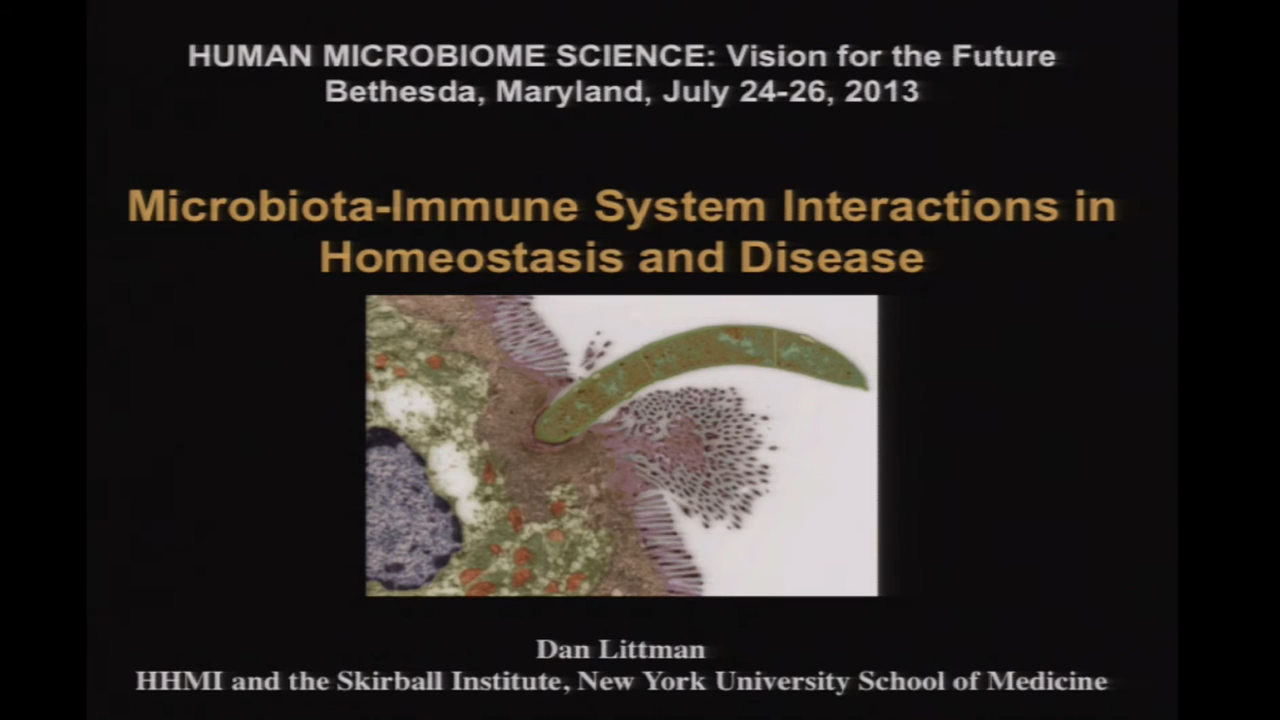 HUMAN MICROBIOME SCIENCE: Vision for the Future
Bethesda, Maryland, July 24-26, 2013
Microbiota-Immune System Interactions in
Homeostasis and Disease
Dan Littman
HHMI and the Skirball Institute, New York University School of Medicine